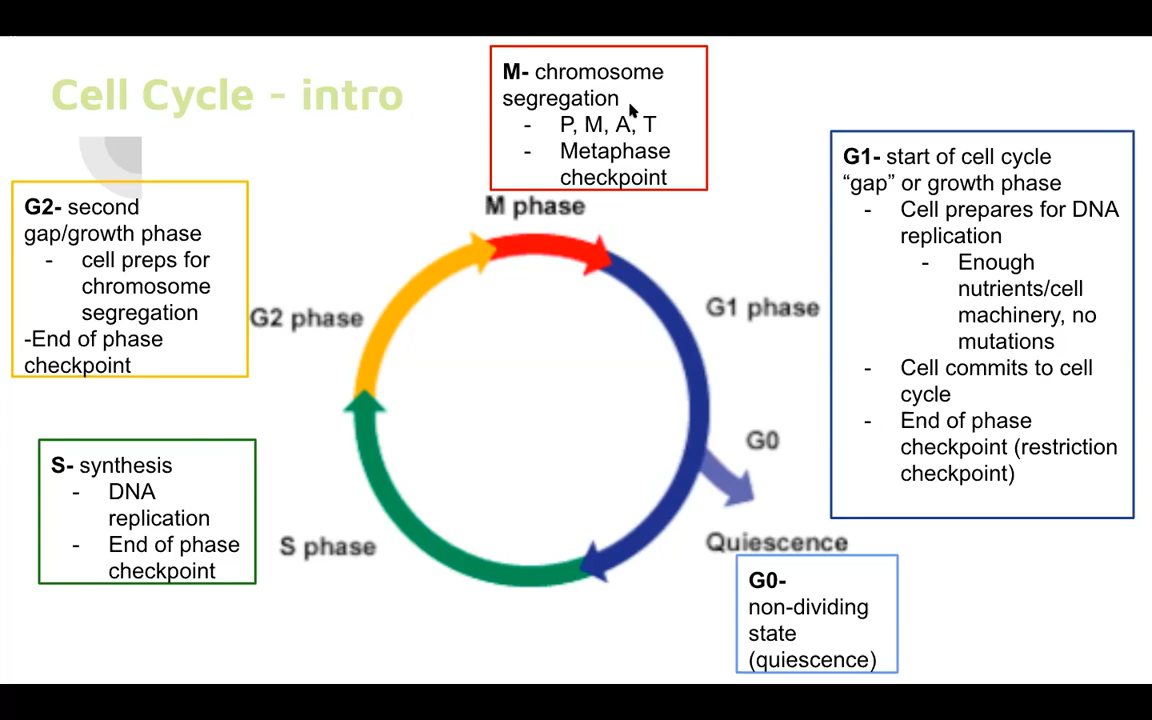 Cell Cycle - intro
M- chromosome
segregation
- P, M, A, T
- Metaphase
checkpoint
M phase
G1- start of cell cycle
“gap” or growth phase
- Cell prepares for DNA
replication
- Enough
nutrients/cell
machinery, no
mutations
- Cell commits to cell
cycle
- End of phase
checkpoint (restriction
checkpoint)
G2- second
gap/growth phase
- cell preps for
chromosome
segregation
-End of phase
checkpoint
G2 phase
G1 phase
G0
Quiescence
S- synthesis
- DNA
replication
- End of phase
checkpoint
S phase
G0-
non-dividing
state
(quiescence)